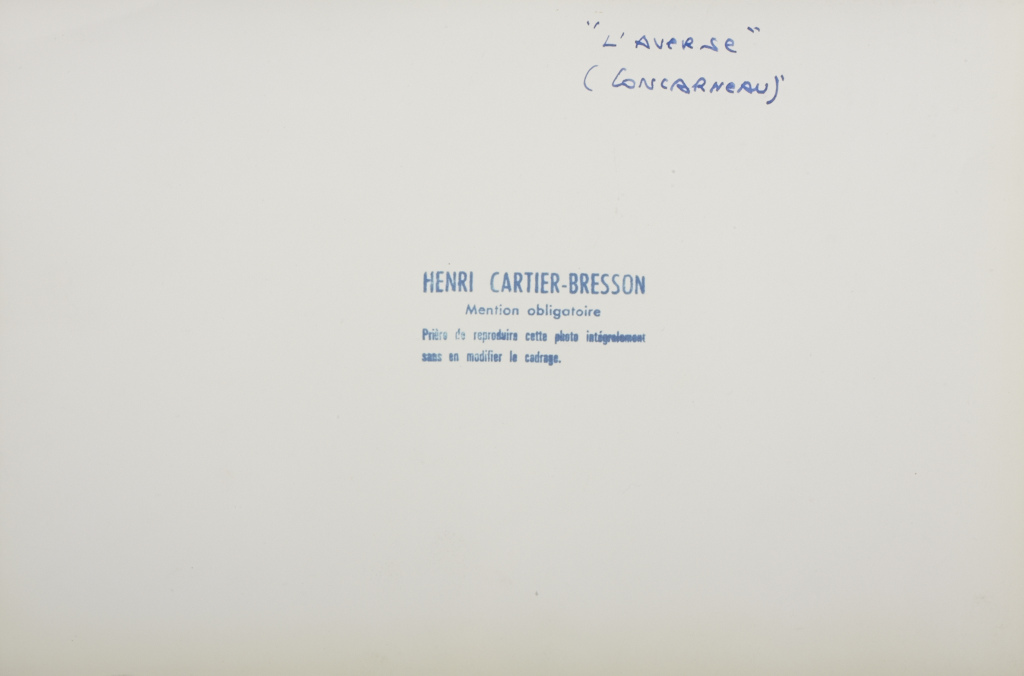 "L'AVERSE"
(CONCARNEAU)
HENRI CARTIER-BRESSON
Mention obligatoire
Prière de reproduire cette photo intégralement
sans en modifier le cadrage.